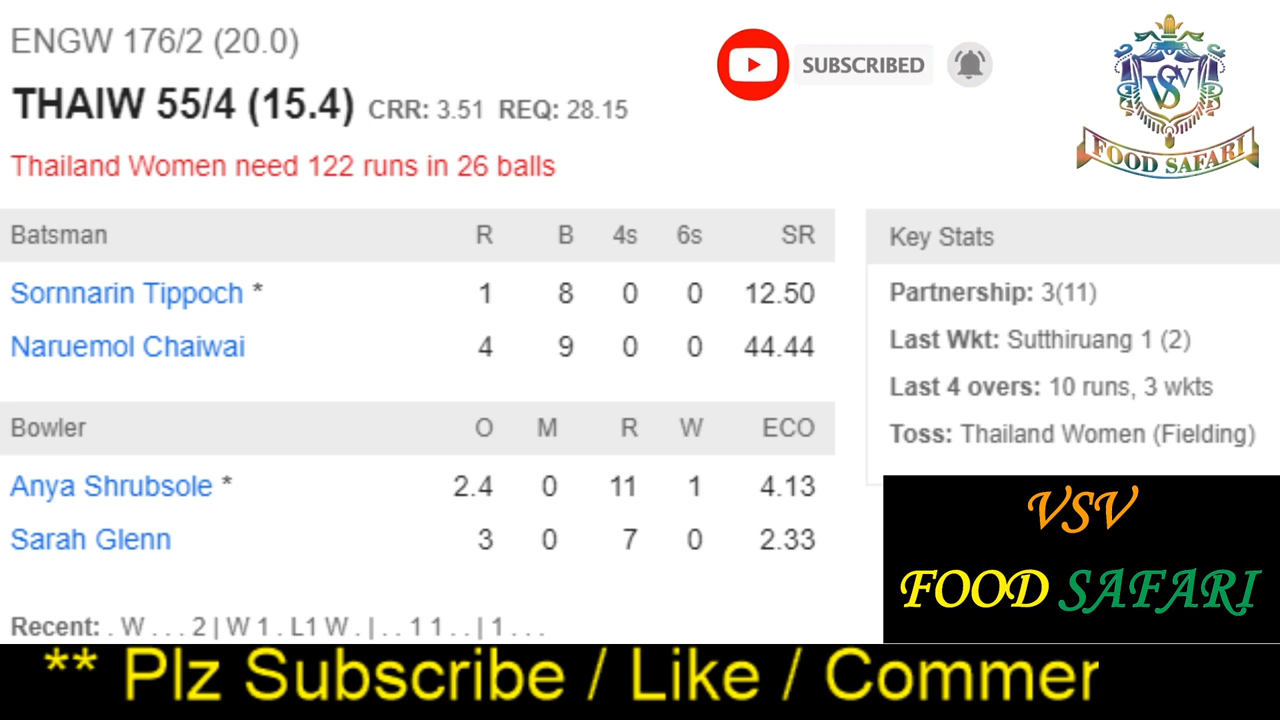 ENGW 176/2 (20.0)
THAIW 55/4 (15.4) CRR: 3.51 REQ: 28.15
Thailand Women need 122 runs in 26 balls
SUBSCRIBED
VSV
FOOD SAFARI
Batsman R B 4s 6s SR
Sornnarin Tippoch * 1 8 0 0 12.50
Naruemol Chaiwai 4 9 0 0 44.44
Bowler O M R W ECO
Anya Shrubsole * 2.4 0 11 1 4.13
Sarah Glenn 3 0 7 0 2.33
Recent: . W . . . 2 | W 1 . L1 W . | . . 1 1 . . | 1 . . .
Key Stats
Partnership: 3(11)
Last Wkt: Sutthiruang 1 (2)
Last 4 overs: 10 runs, 3 wkts
Toss: Thailand Women (Fielding)
VSV
FOOD SAFARI
** Plz Subscribe / Like / Commer